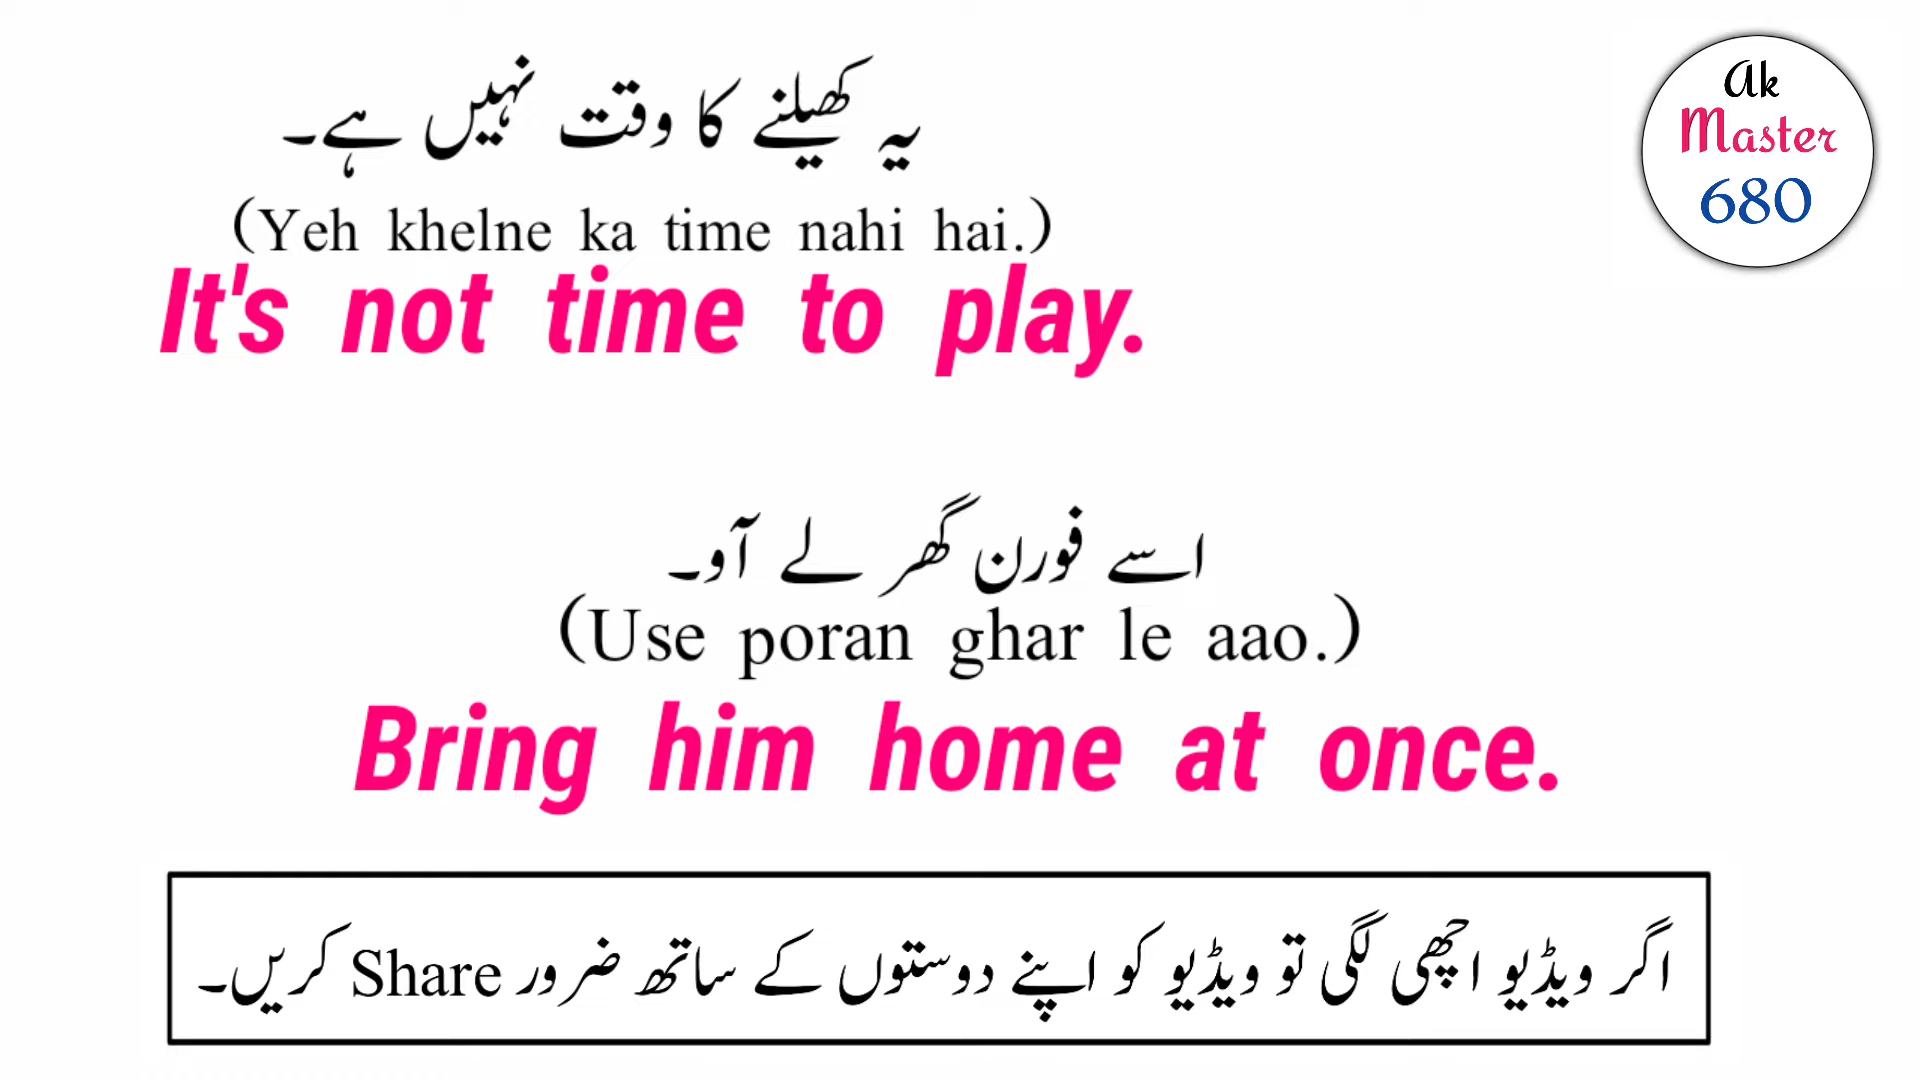 یہ کھیلنے کا وقت نہیں ہے۔
(Yeh khelne ka time nahi hai.)
It's not time to play.
Ak
Master
680
اسے فورن گھر لے آو۔
(Use poran ghar le aao.)
Bring him home at once.
اگر ویڈیو اچھی لگی تو ویڈیو کو اپنے دوستوں کے ساتھ ضرور Share کریں۔